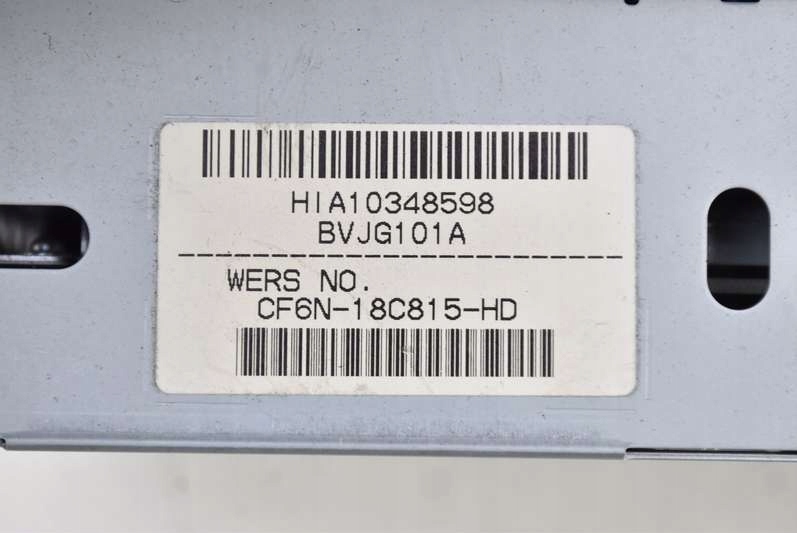 HIA10348598
BVJG101A
WERS NO.
CF6N-18C815-HD